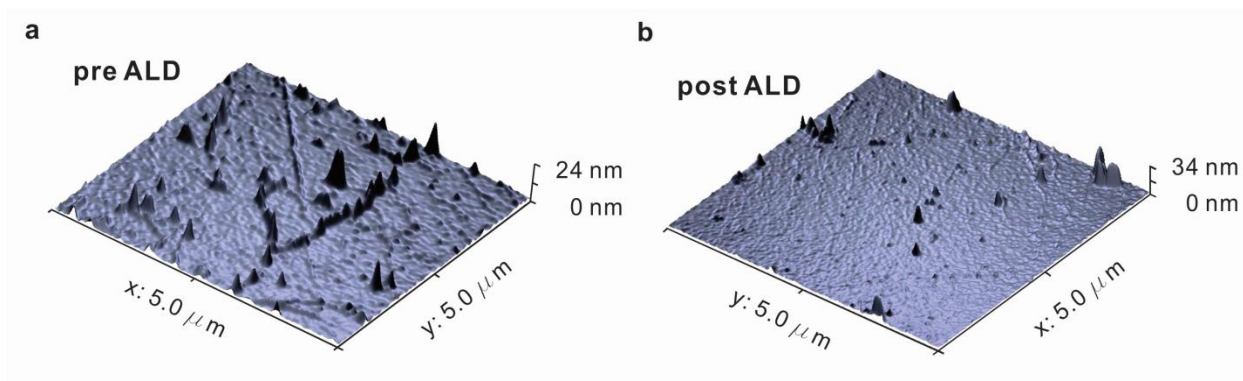 a
pre ALD
24 nm
0 nm
x: 5.0 μm
y: 5.0 μm
b
post ALD
34 nm
0 nm
y: 5.0 μm
x: 5.0 μm